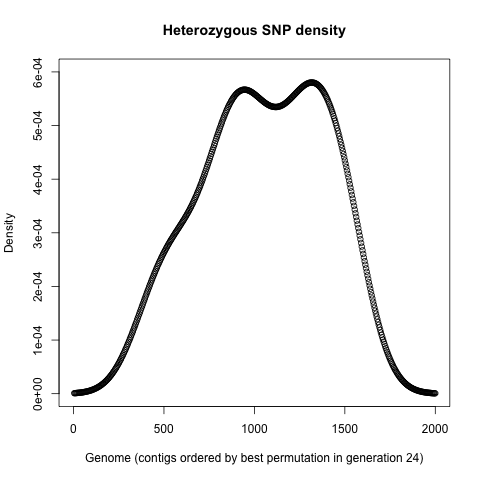 Heterozygous SNP density
Density
6e-04
5e-04
4e-04
3e-04
2e-04
1e-04
0e+00
0 500 1000 1500 2000
Genome (contigs ordered by best permutation in generation 24)